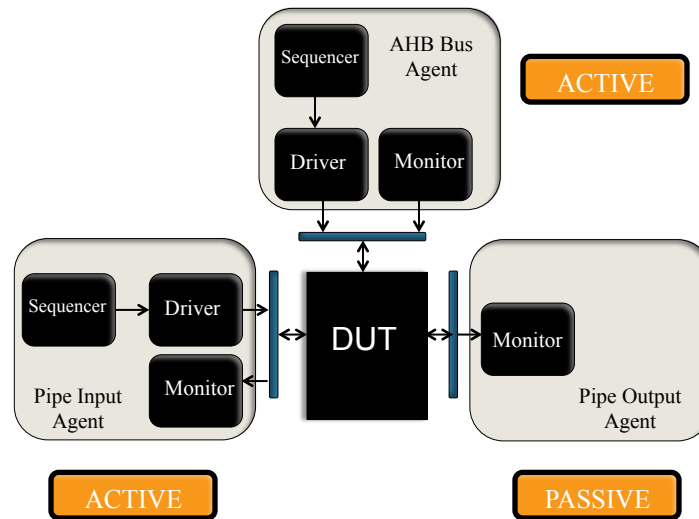 Sequencer
AHB Bus
Agent
ACTIVE
Driver
Monitor
Sequencer
Driver
Monitor
Pipe Input
Agent
DUT
Monitor
Pipe Output
Agent
ACTIVE
PASSIVE